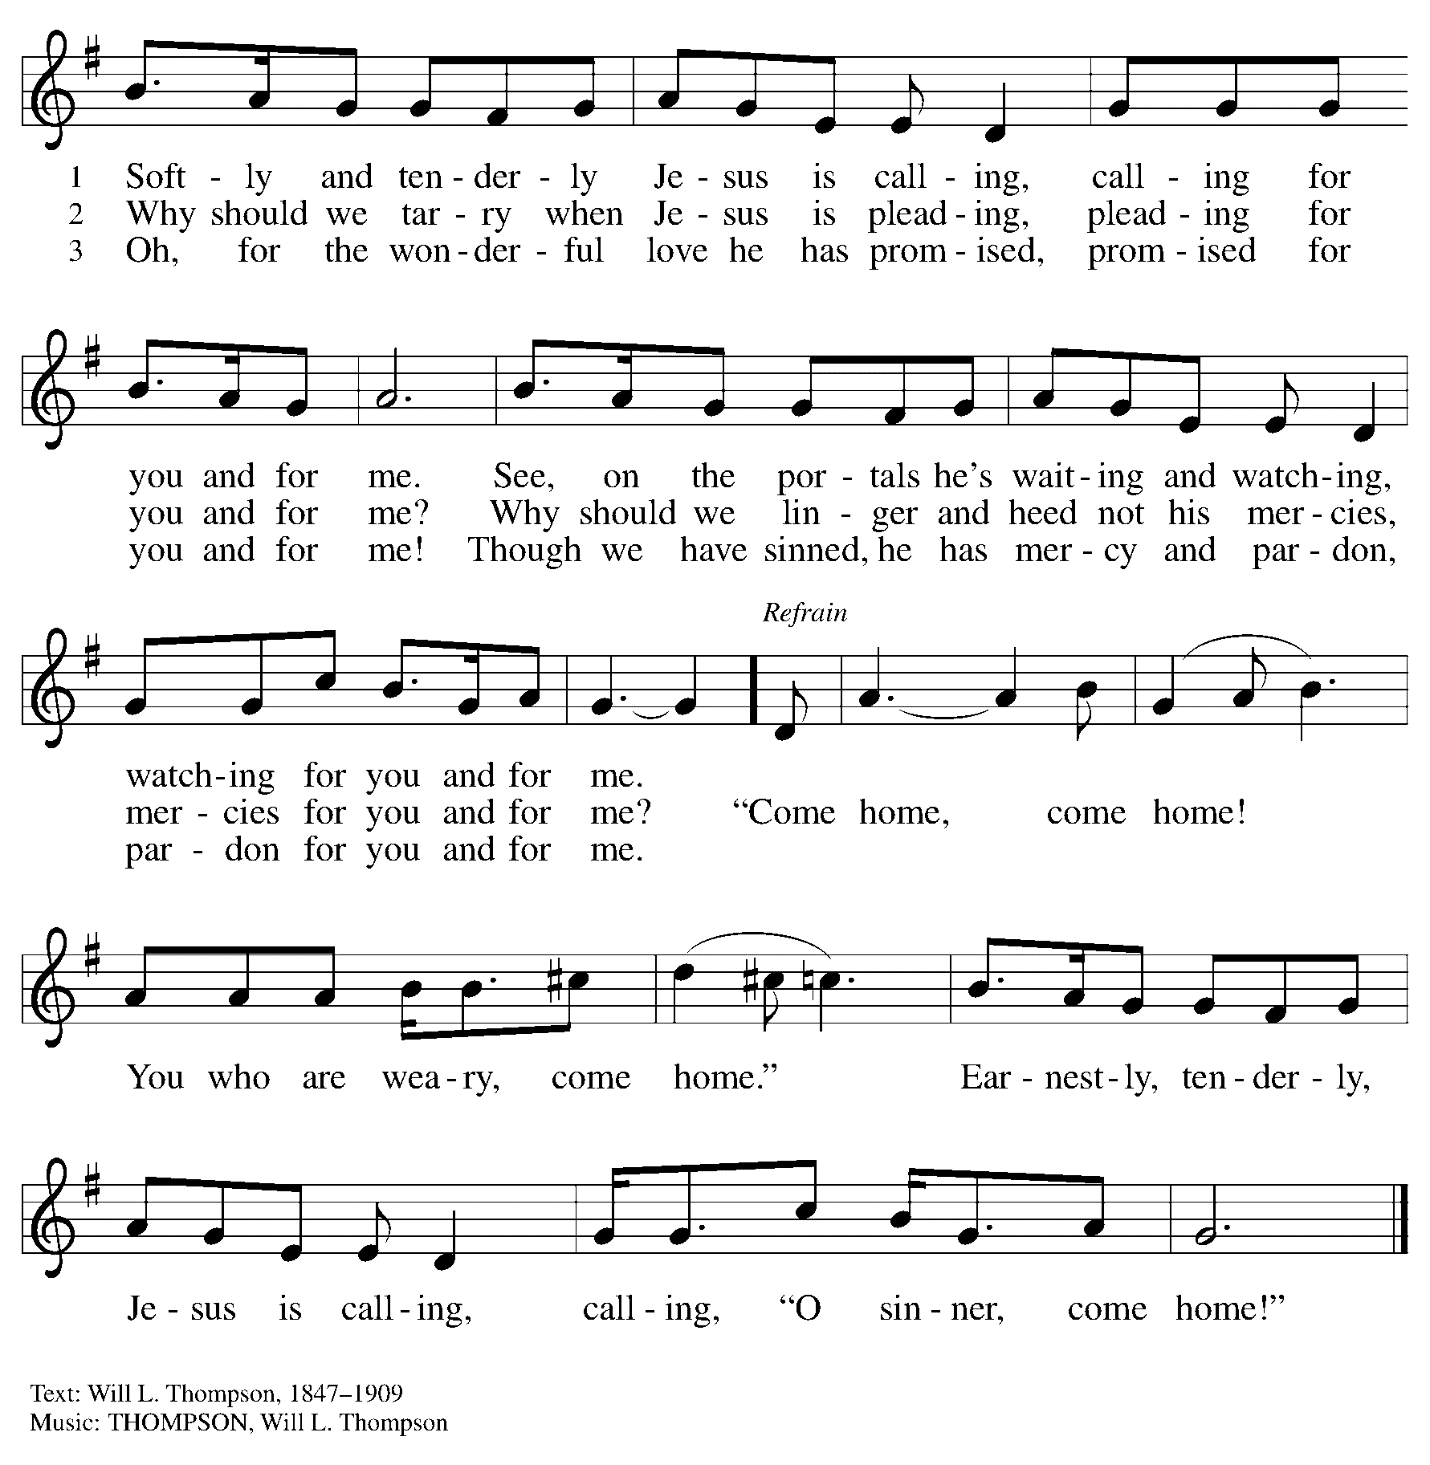 1 Soft - ly and ten - der - ly Je - sus is call - ing, call - ing for
2 Why should we tar - ry when Je - sus is plead - ing, plead - ing for
3 Oh, for the won - der - ful love he has prom - ised, prom - ised for
you and for me. See, on the por - tals he's wait - ing and watch - ing,
you and for me? Why should we lin - ger and heed not his mer - cies,
you and for me! Though we have sinned, he has mer - cy and par - don,
Refrain
watch - ing for you and for me.
mer - cies for you and for me? “Come home, come home!
par - don for you and for me.
You who are wea - ry, come home.” Ear - nest - ly, ten - der - ly,
Je - sus is call - ing, call - ing, “O sin - ner, come home!”
Text: Will L. Thompson, 1847–1909
Music: THOMPSON, Will L. Thompson